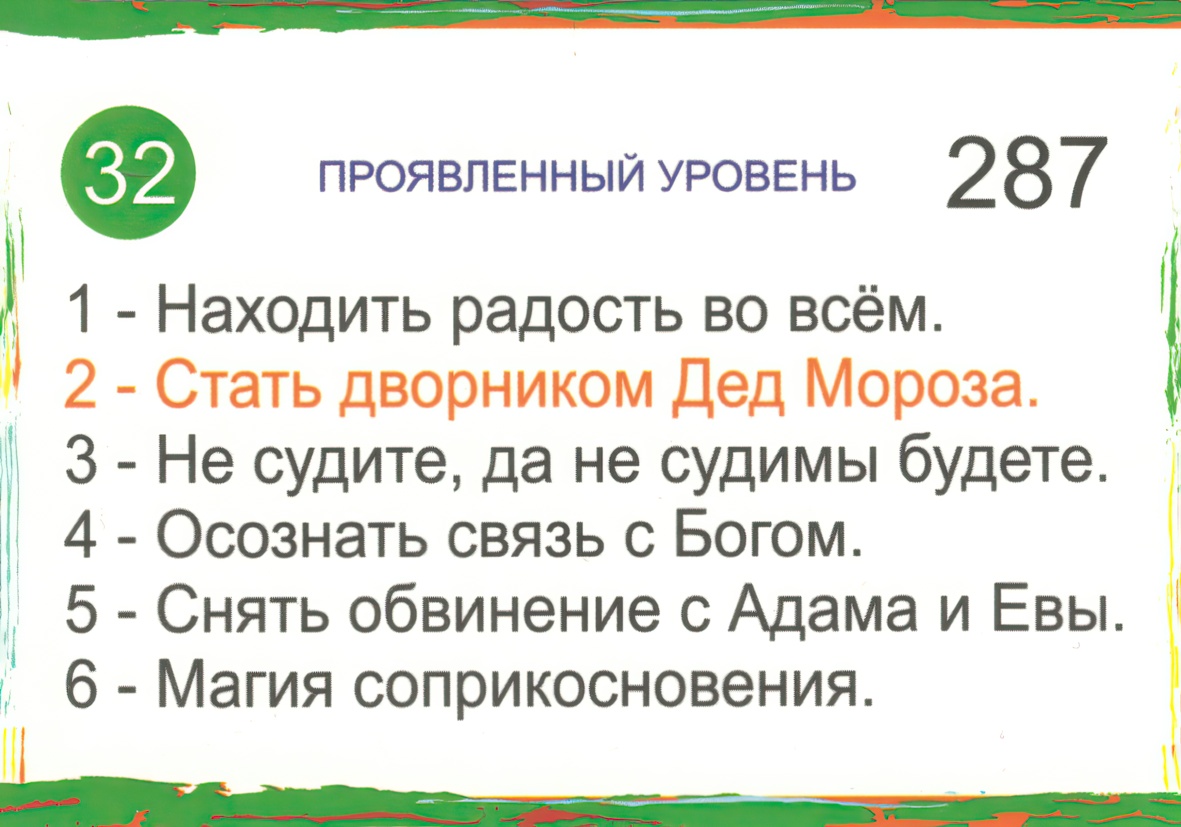 32 ПРОЯВЛЕННЫЙ УРОВЕНЬ 287
1 - Находить радость во всём.
2 - Стать дворником Дед Мороза.
3 - Не судите, да не судимы будете.
4 - Осознать связь с Богом.
5 - Снять обвинение с Адама и Евы.
6 - Магия соприкосновения.